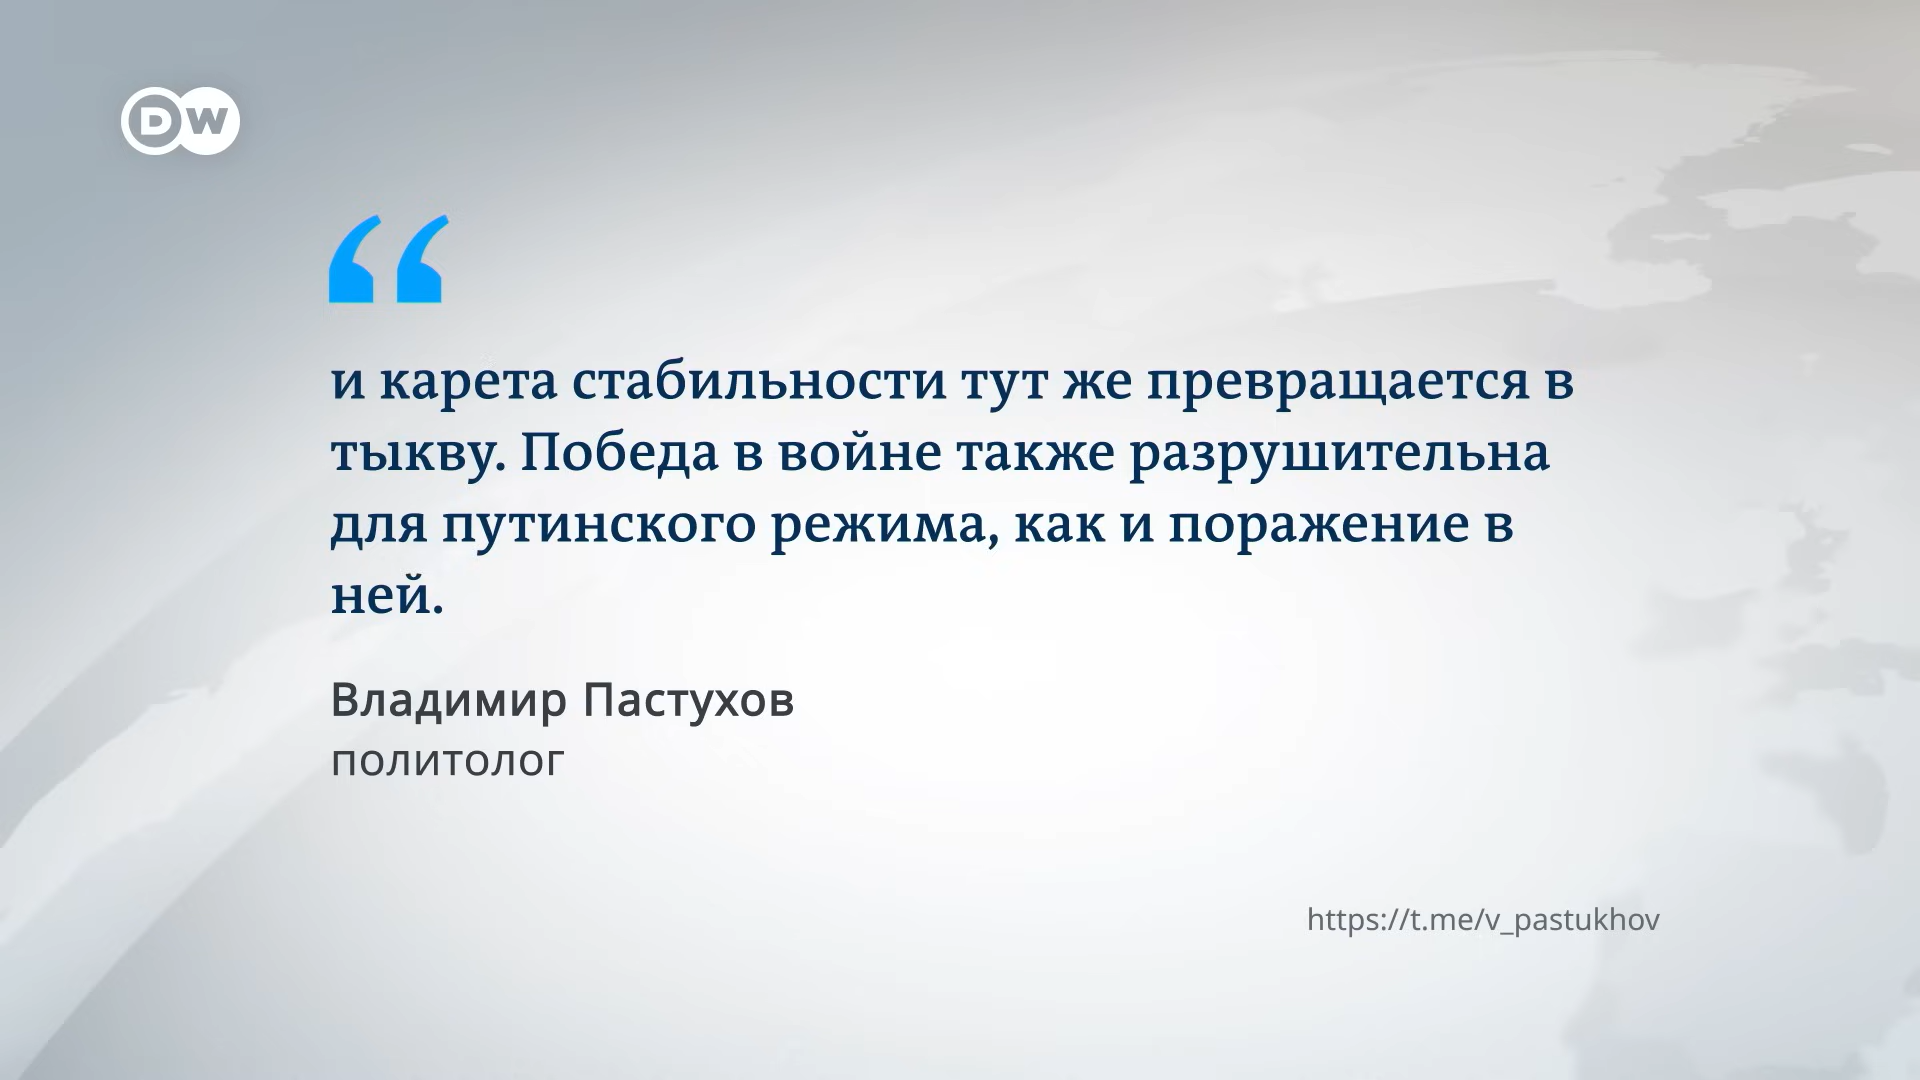 DW
“
и карета стабильности тут же превращается в
тыкву. Победа в войне также разрушительна
для путинского режима, как и поражение в
ней.
Владимир Пастухов
политолог
https://t.me/v_pastukhov